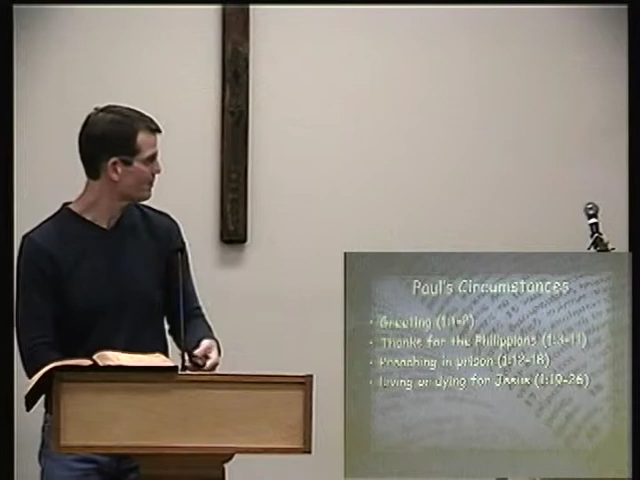 Paul's Circumstances
• Greeting (1:1-2)
• Thanks for the Philippians (1:3-11)
• Preaching in prison (1:12-18)
• Living or dying for Jesus (1:19-26)